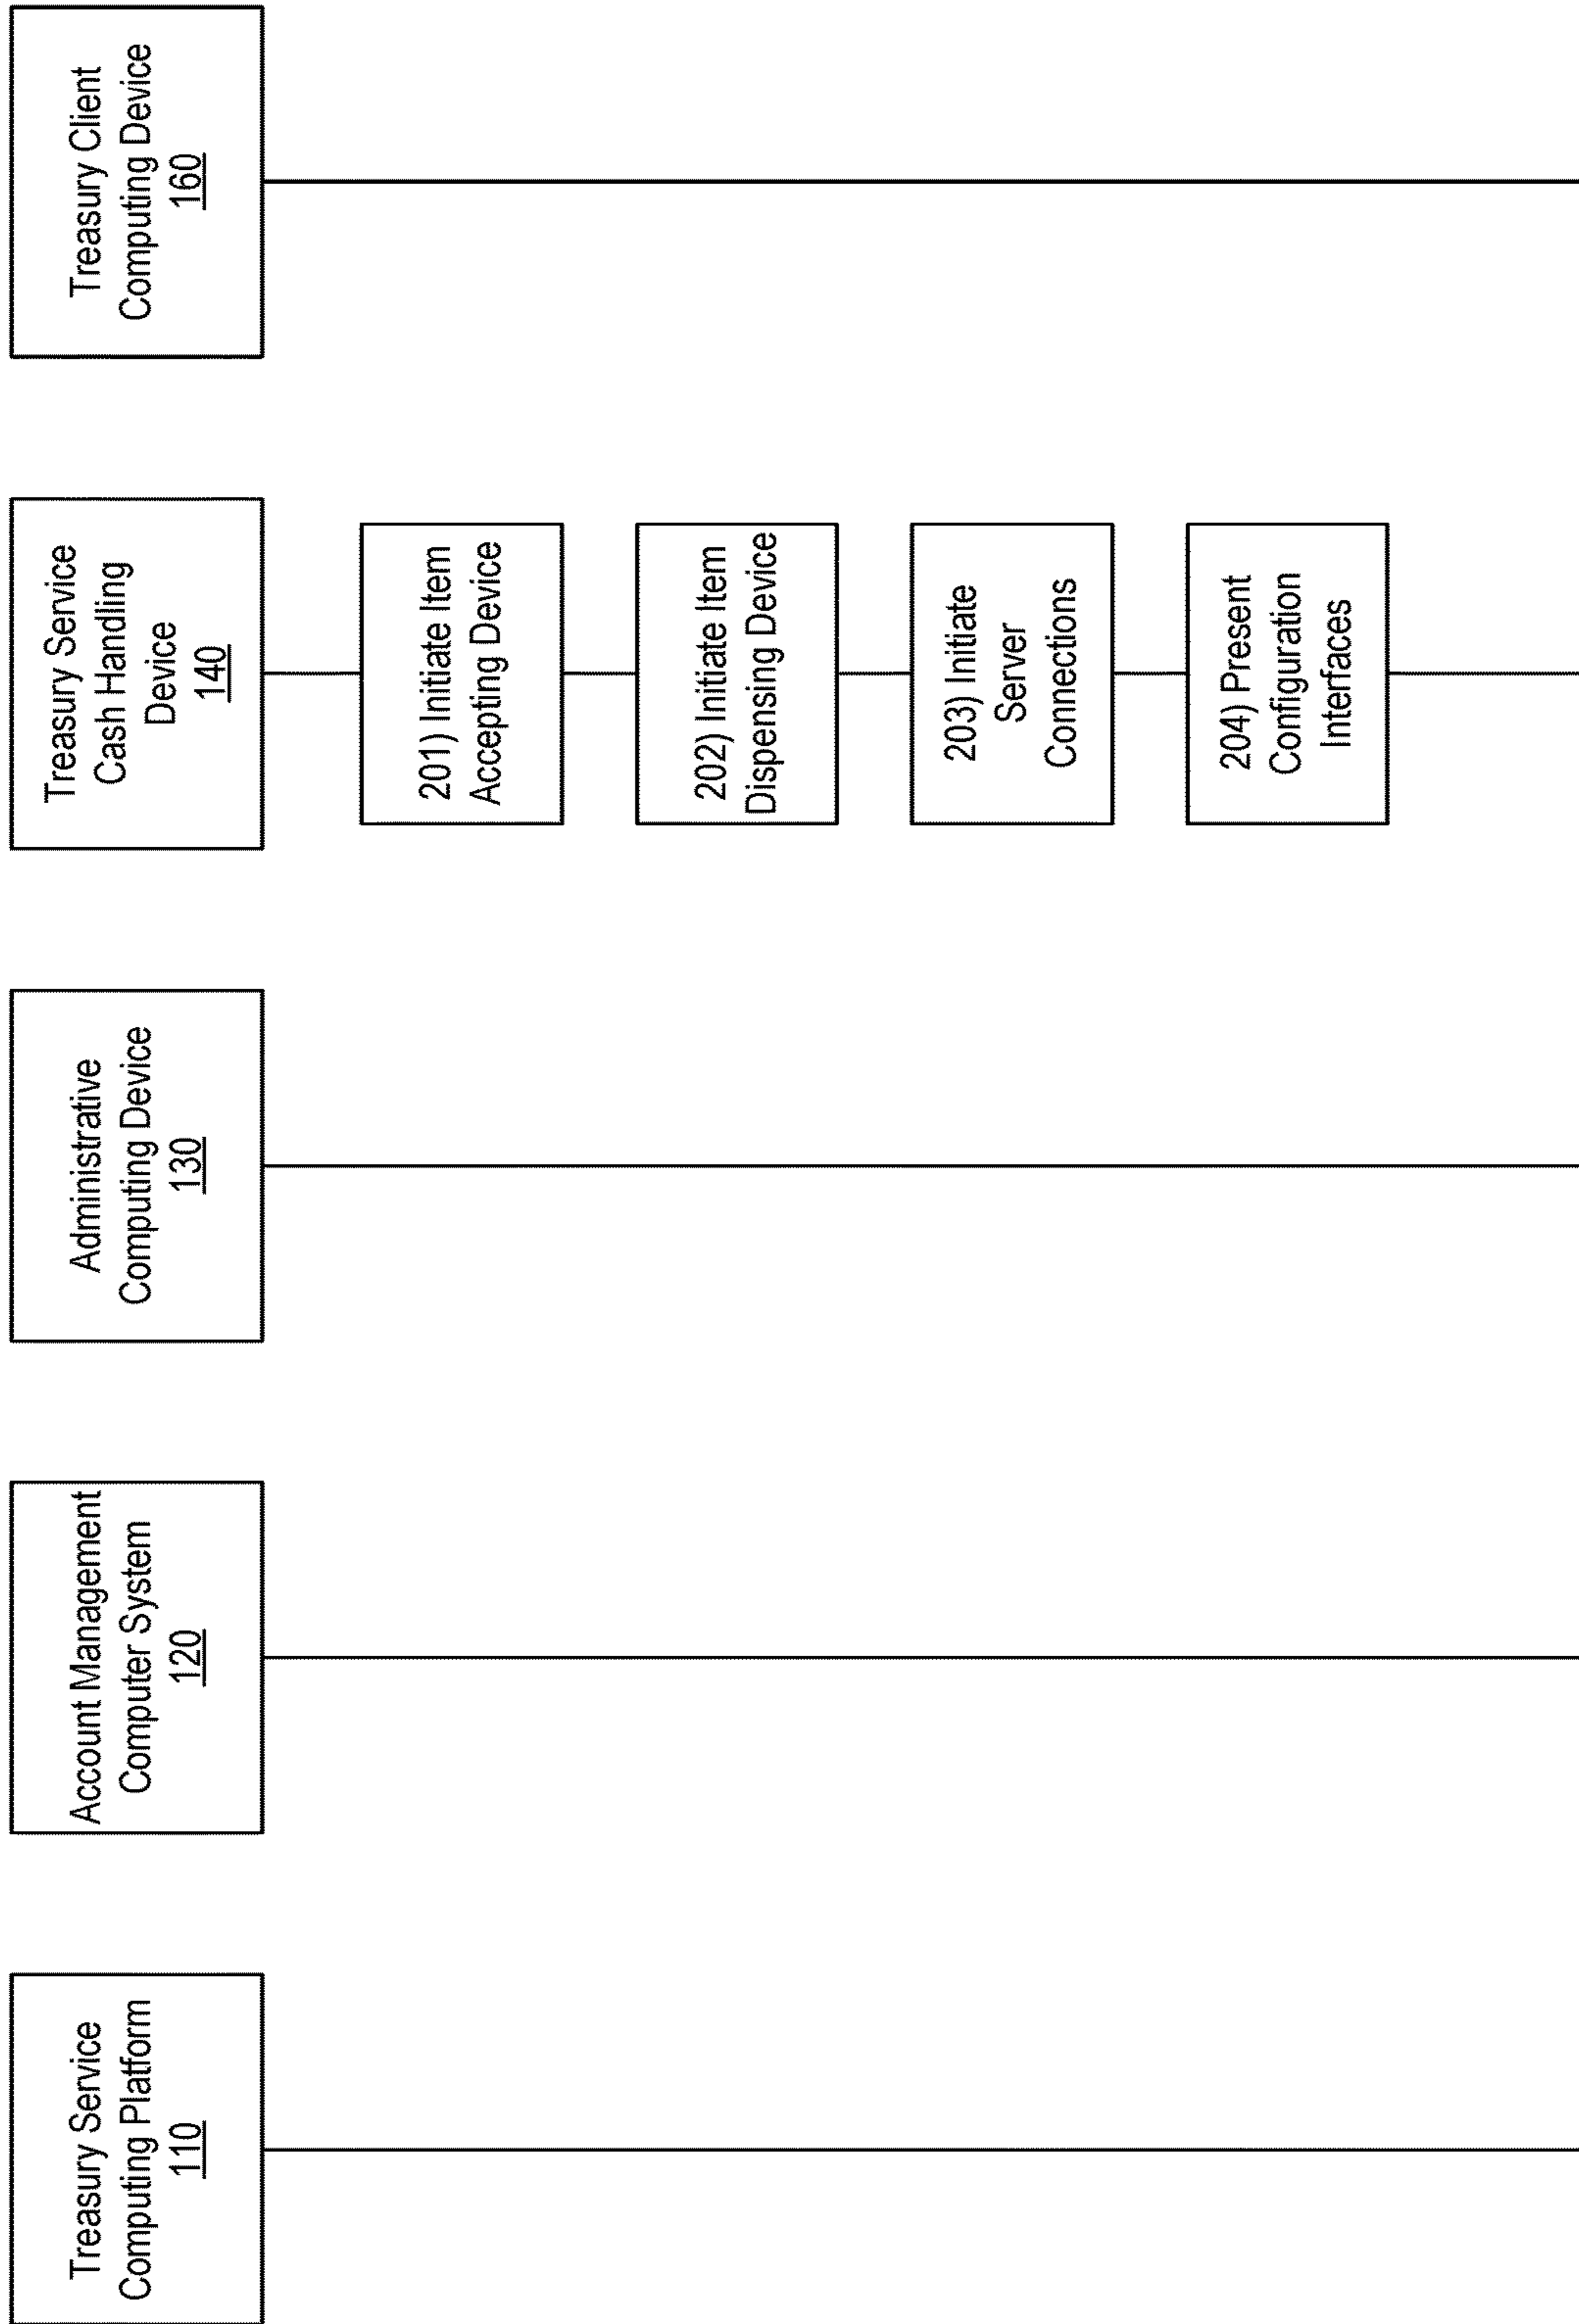 Treasury Service
Computing Platform
110
Account Management
Computer System
120
Administrative
Computing Device
130
Treasury Service
Cash Handling
Device
140
Treasury Client
Computing Device
160
201) Initiate Item
Accepting Device
202) Initiate Item
Dispensing Device
203) Initiate
Server
Connections
204) Present
Configuration
Interfaces